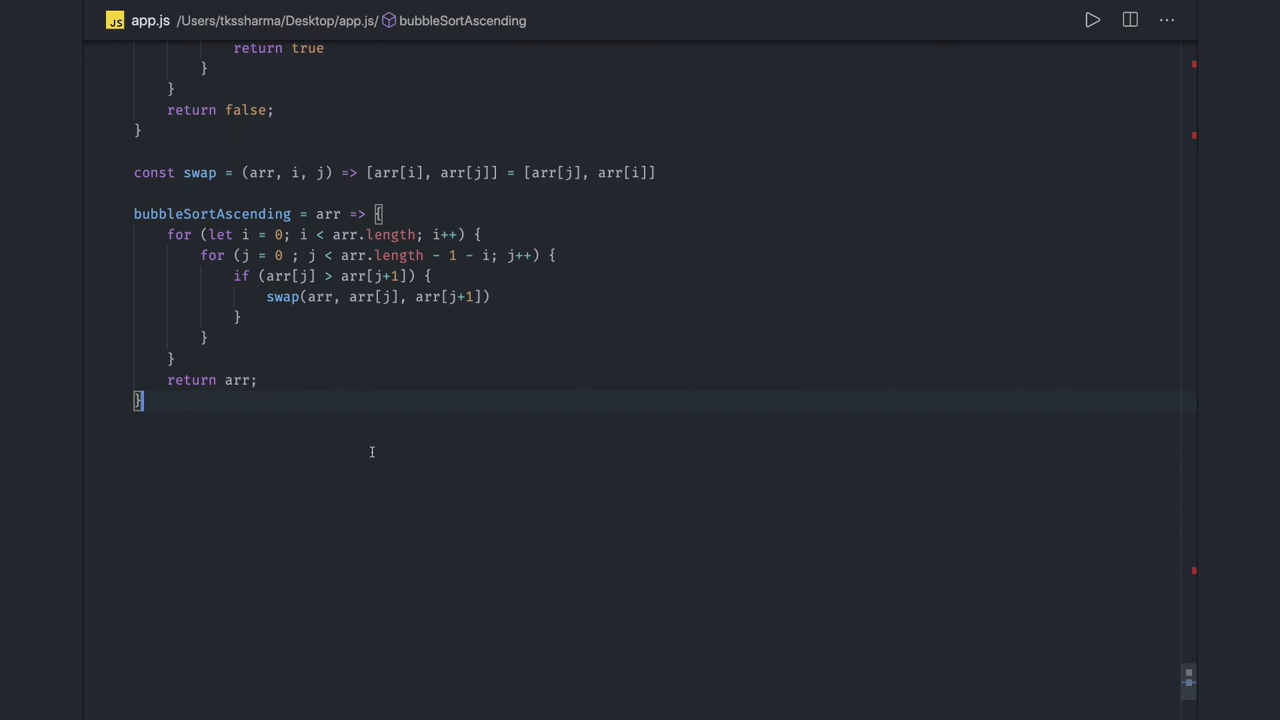 JS app.js /Users/tkssharma/Desktop/app.js/ bubbleSortAscending
return true
}
}
return false;
}
const swap = (arr, i, j) => [arr[i], arr[j]] = [arr[j], arr[i]]
bubbleSortAscending = arr => {
for (let i = 0; i < arr.length; i++) {
for (j = 0 ; j < arr.length - 1 - i; j++) {
if (arr[j] > arr[j+1]) {
swap(arr, arr[j], arr[j+1])
}
}
}
return arr;
}